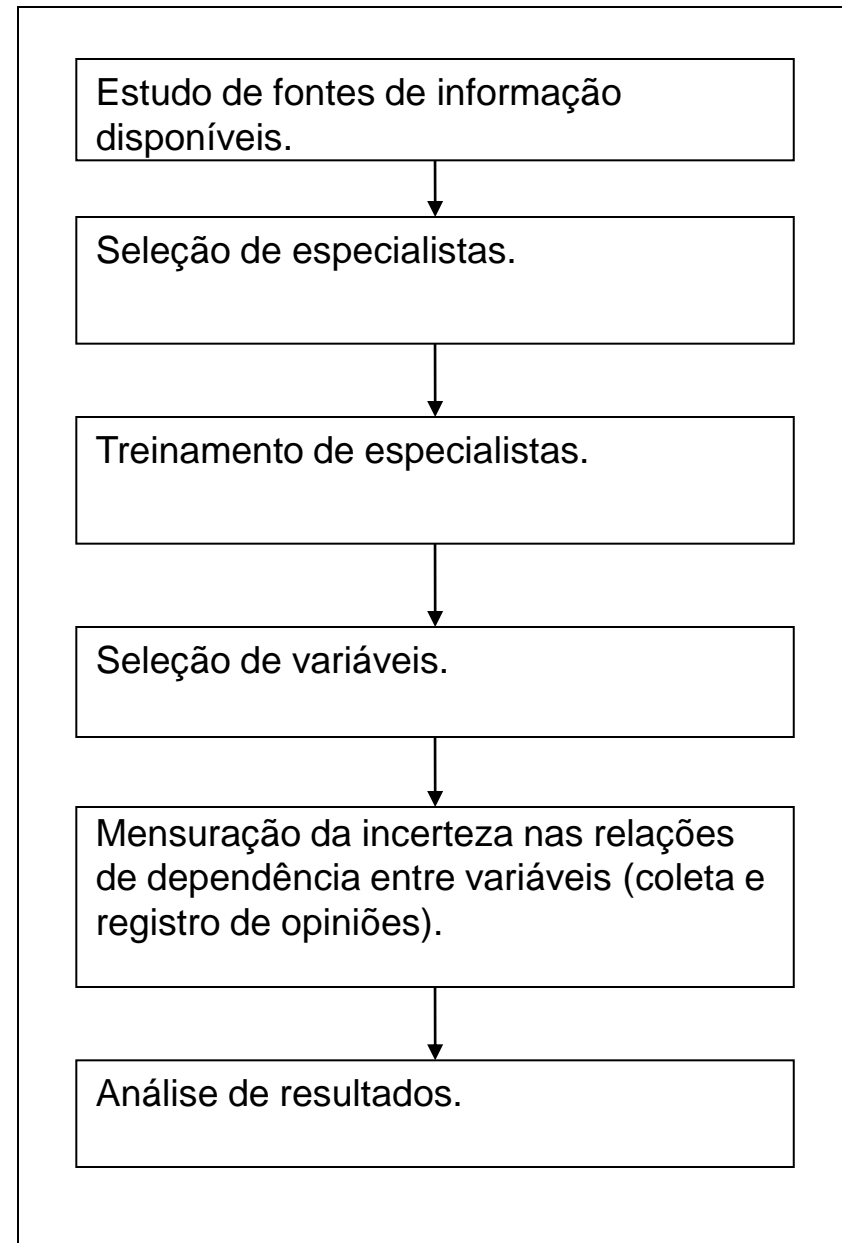 Estudo de fontes de informação
disponíveis.
Seleção de especialistas.
Treinamento de especialistas.
Seleção de variáveis.
Mensuração da incerteza nas relações
de dependência entre variáveis (coleta e
registro de opiniões).
Análise de resultados.